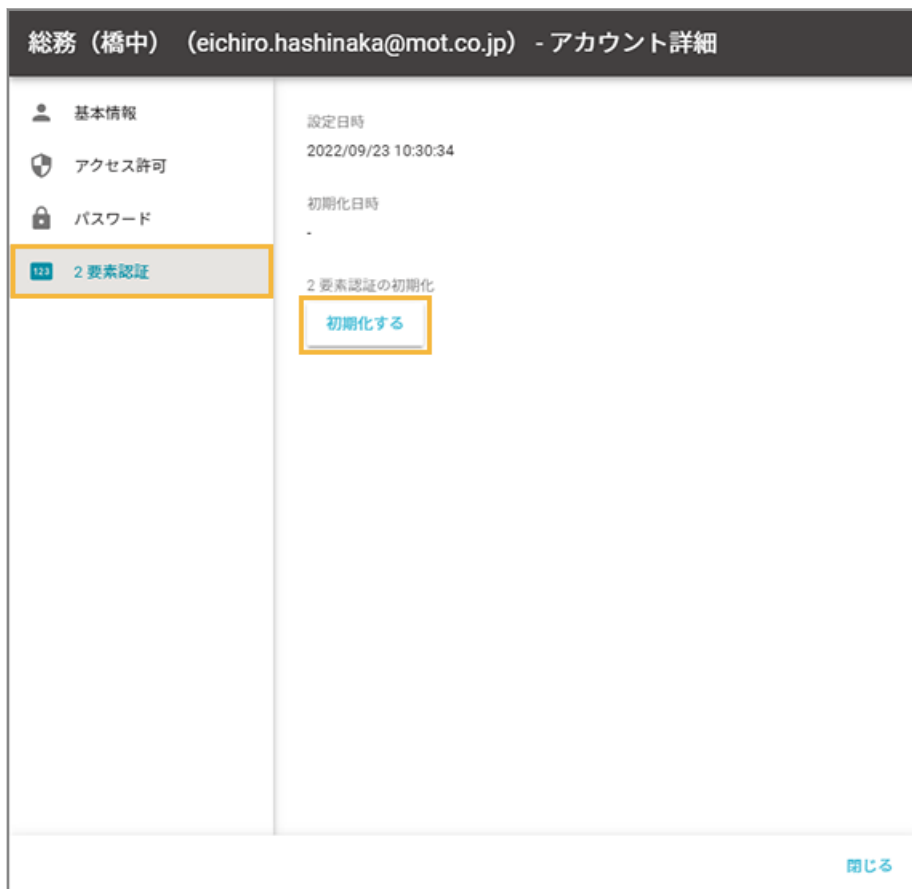 総務（橋中）（eichiro.hashinaka@mot.co.jp） - アカウント詳細
基本情報
アクセス許可
パスワード
123 2 要素認証
設定日時
2022/09/23 10:30:34
初期化日時
-
2 要素認証の初期化
初期化する
閉じる